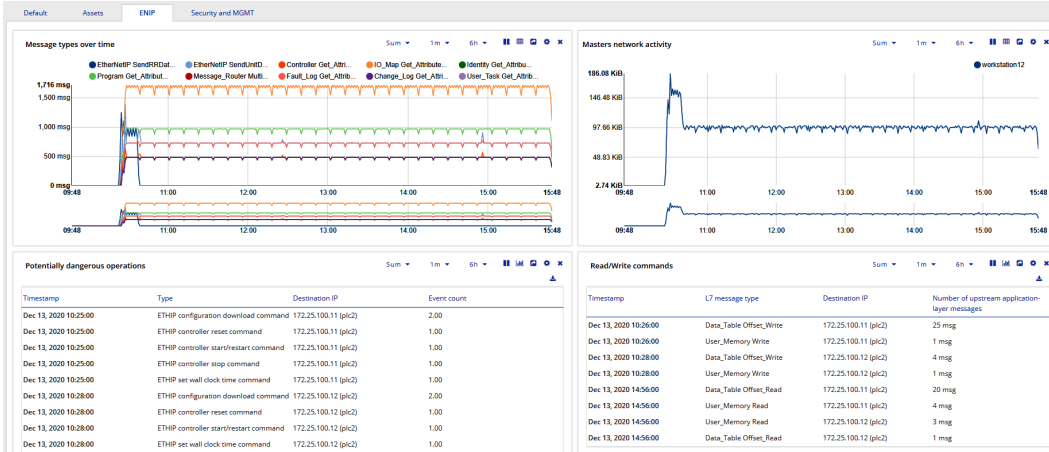 Default Assets ENIP Security and MGMT
Message types over time Sum 1m 6h
EtherNetIP SendRRDat... EtherNetIP SendUnitD... Controller Get_Attri... IO_Map Get_Attribute... Identity Get_Attribu...
Program Get_Attribut... Message_Router Multi... Fault_Log Get_Attrib... Change_Log Get_Attri... User_Task Get_Attrib...
1,716 msg
1,500 msg
1,000 msg
500 msg
0 msg
09:48 11:00 12:00 13:00 14:00 15:00 15:48
09:48 11:00 12:00 13:00 14:00 15:00 15:48
Masters network activity Sum 1m 6h
workstation12
186.08 KiB
146.48 KiB
97.66 KiB
48.83 KiB
2.74 KiB
09:48 11:00 12:00 13:00 14:00 15:00 15:48
09:48 11:00 12:00 13:00 14:00 15:00 15:48
Potentially dangerous operations Sum 1m 6h
Timestamp Type Destination IP Event count
Dec 13, 2020 10:25:00 ETHIP configuration download command 172.25.100.11 (plc2) 2.00
Dec 13, 2020 10:25:00 ETHIP controller reset command 172.25.100.11 (plc2) 1.00
Dec 13, 2020 10:25:00 ETHIP controller start/restart command 172.25.100.11 (plc2) 1.00
Dec 13, 2020 10:25:00 ETHIP controller stop command 172.25.100.11 (plc2) 1.00
Dec 13, 2020 10:25:00 ETHIP set wall clock time command 172.25.100.11 (plc2) 1.00
Dec 13, 2020 10:28:00 ETHIP configuration download command 172.25.100.12 (plc2) 2.00
Dec 13, 2020 10:28:00 ETHIP controller reset command 172.25.100.12 (plc2) 1.00
Dec 13, 2020 10:28:00 ETHIP controller start/restart command 172.25.100.12 (plc2) 1.00
Dec 13, 2020 10:28:00 ETHIP set wall clock time command 172.25.100.12 (plc2) 1.00
Read/Write commands Sum 1m 6h
Timestamp L7 message type Destination IP Number of upstream application-
layer messages
Dec 13, 2020 10:26:00 Data_Table Offset_Write 172.25.100.11 (plc2) 25 msg
Dec 13, 2020 10:26:00 User_Memory Write 172.25.100.11 (plc2) 1 msg
Dec 13, 2020 10:28:00 Data_Table Offset_Write 172.25.100.12 (plc2) 4 msg
Dec 13, 2020 10:28:00 User_Memory Write 172.25.100.12 (plc2) 1 msg
Dec 13, 2020 14:56:00 Data_Table Offset_Read 172.25.100.11 (plc2) 20 msg
Dec 13, 2020 14:56:00 User_Memory Read 172.25.100.11 (plc2) 4 msg
Dec 13, 2020 14:56:00 User_Memory Read 172.25.100.12 (plc2) 3 msg
Dec 13, 2020 14:56:00 Data_Table Offset_Read 172.25.100.12 (plc2) 1 msg